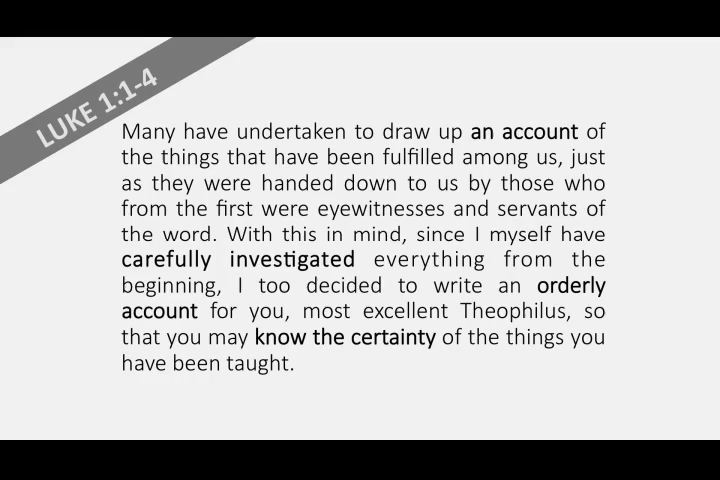 LUKE 1:1-4
Many have undertaken to draw up an account of
the things that have been fulfilled among us, just
as they were handed down to us by those who
from the first were eyewitnesses and servants of
the word. With this in mind, since I myself have
carefully investigated everything from the
beginning, I too decided to write an orderly
account for you, most excellent Theophilus, so
that you may know the certainty of the things you
have been taught.